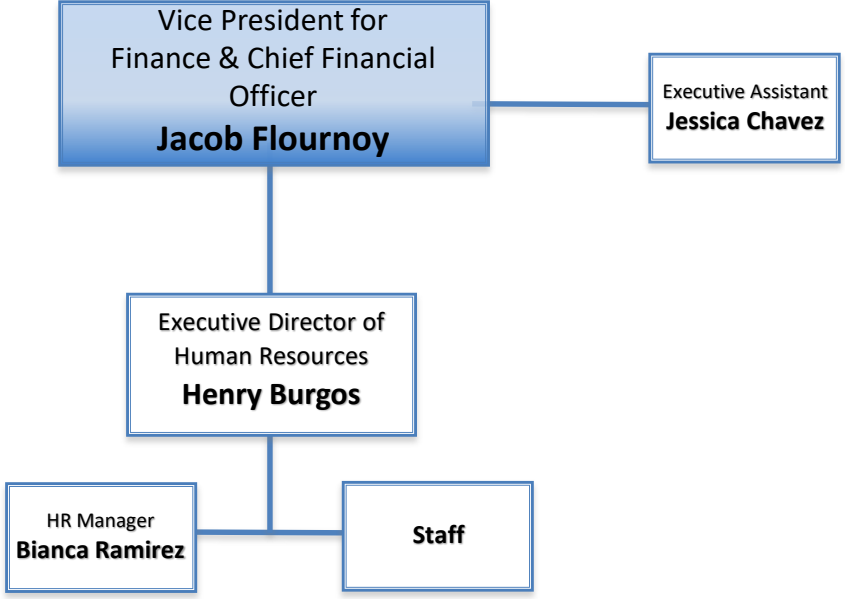 Vice President for
Finance & Chief Financial
Officer
Jacob Flournoy
Executive Assistant
Jessica Chavez
Executive Director of
Human Resources
Henry Burgos
HR Manager
Bianca Ramirez
Staff